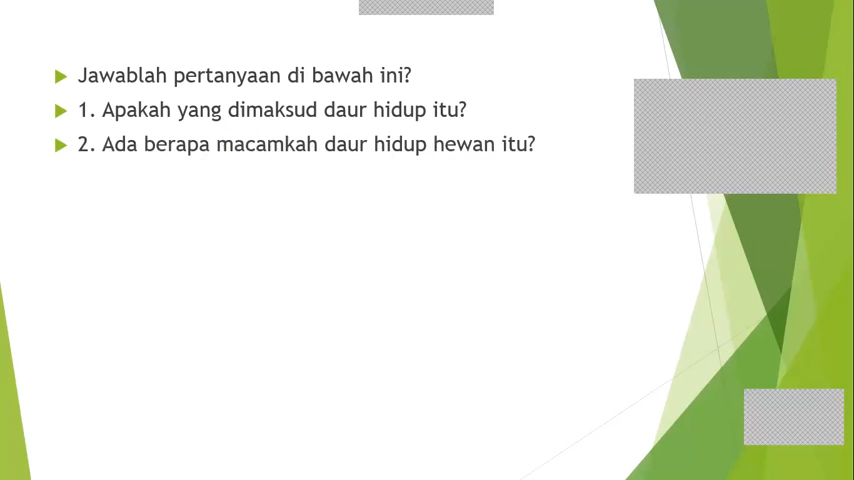 Jawablah pertanyaan di bawah ini?
1. Apakah yang dimaksud daur hidup itu?
2. Ada berapa macamkah daur hidup hewan itu?